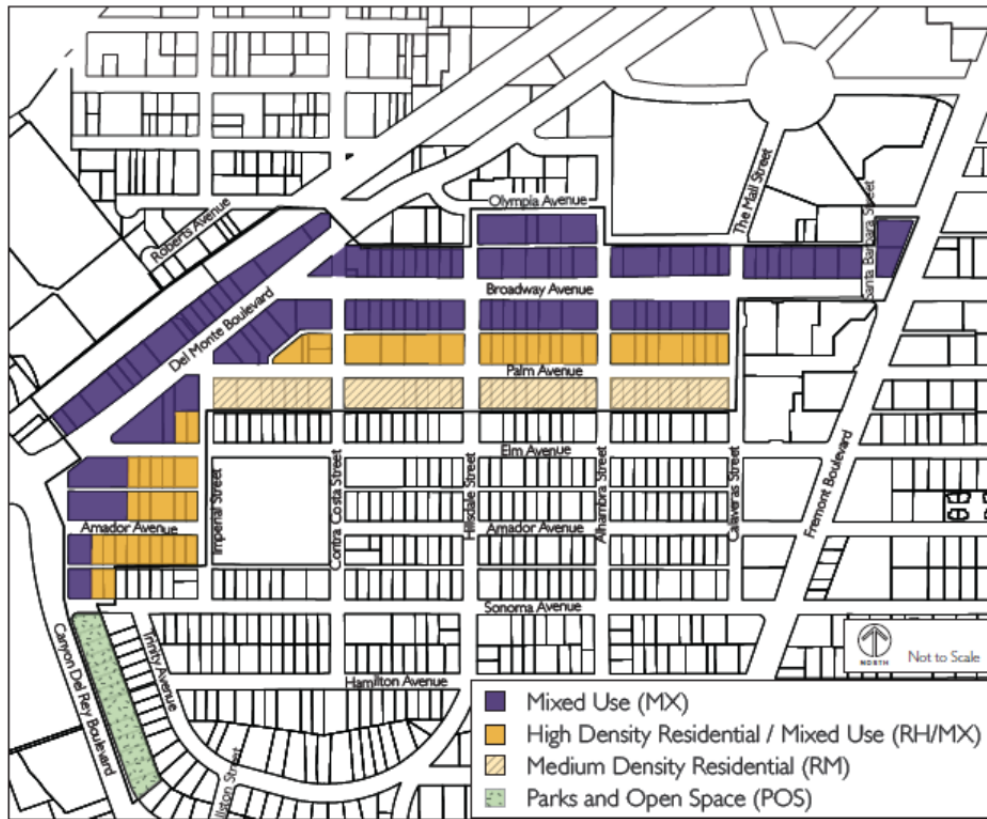 Roberts Avenue
Olympia Avenue
The Mall Street
Santa Barbara Street
Broadway Avenue
Del Monte Boulevard
Palm Avenue
Elm Avenue
Imperial Street
Contra Costa Street
Hillsdale Street
Alhambra Street
Calaveras Street
Fremont Boulevard
Amador Avenue
Amador Avenue
Sonoma Avenue
Canyon Del Rey Boulevard
Trinity Avenue
Hamilton Avenue
Street
NORTH
Not to Scale
Mixed Use (MX)
High Density Residential / Mixed Use (RH/MX)
Medium Density Residential (RM)
Parks and Open Space (POS)